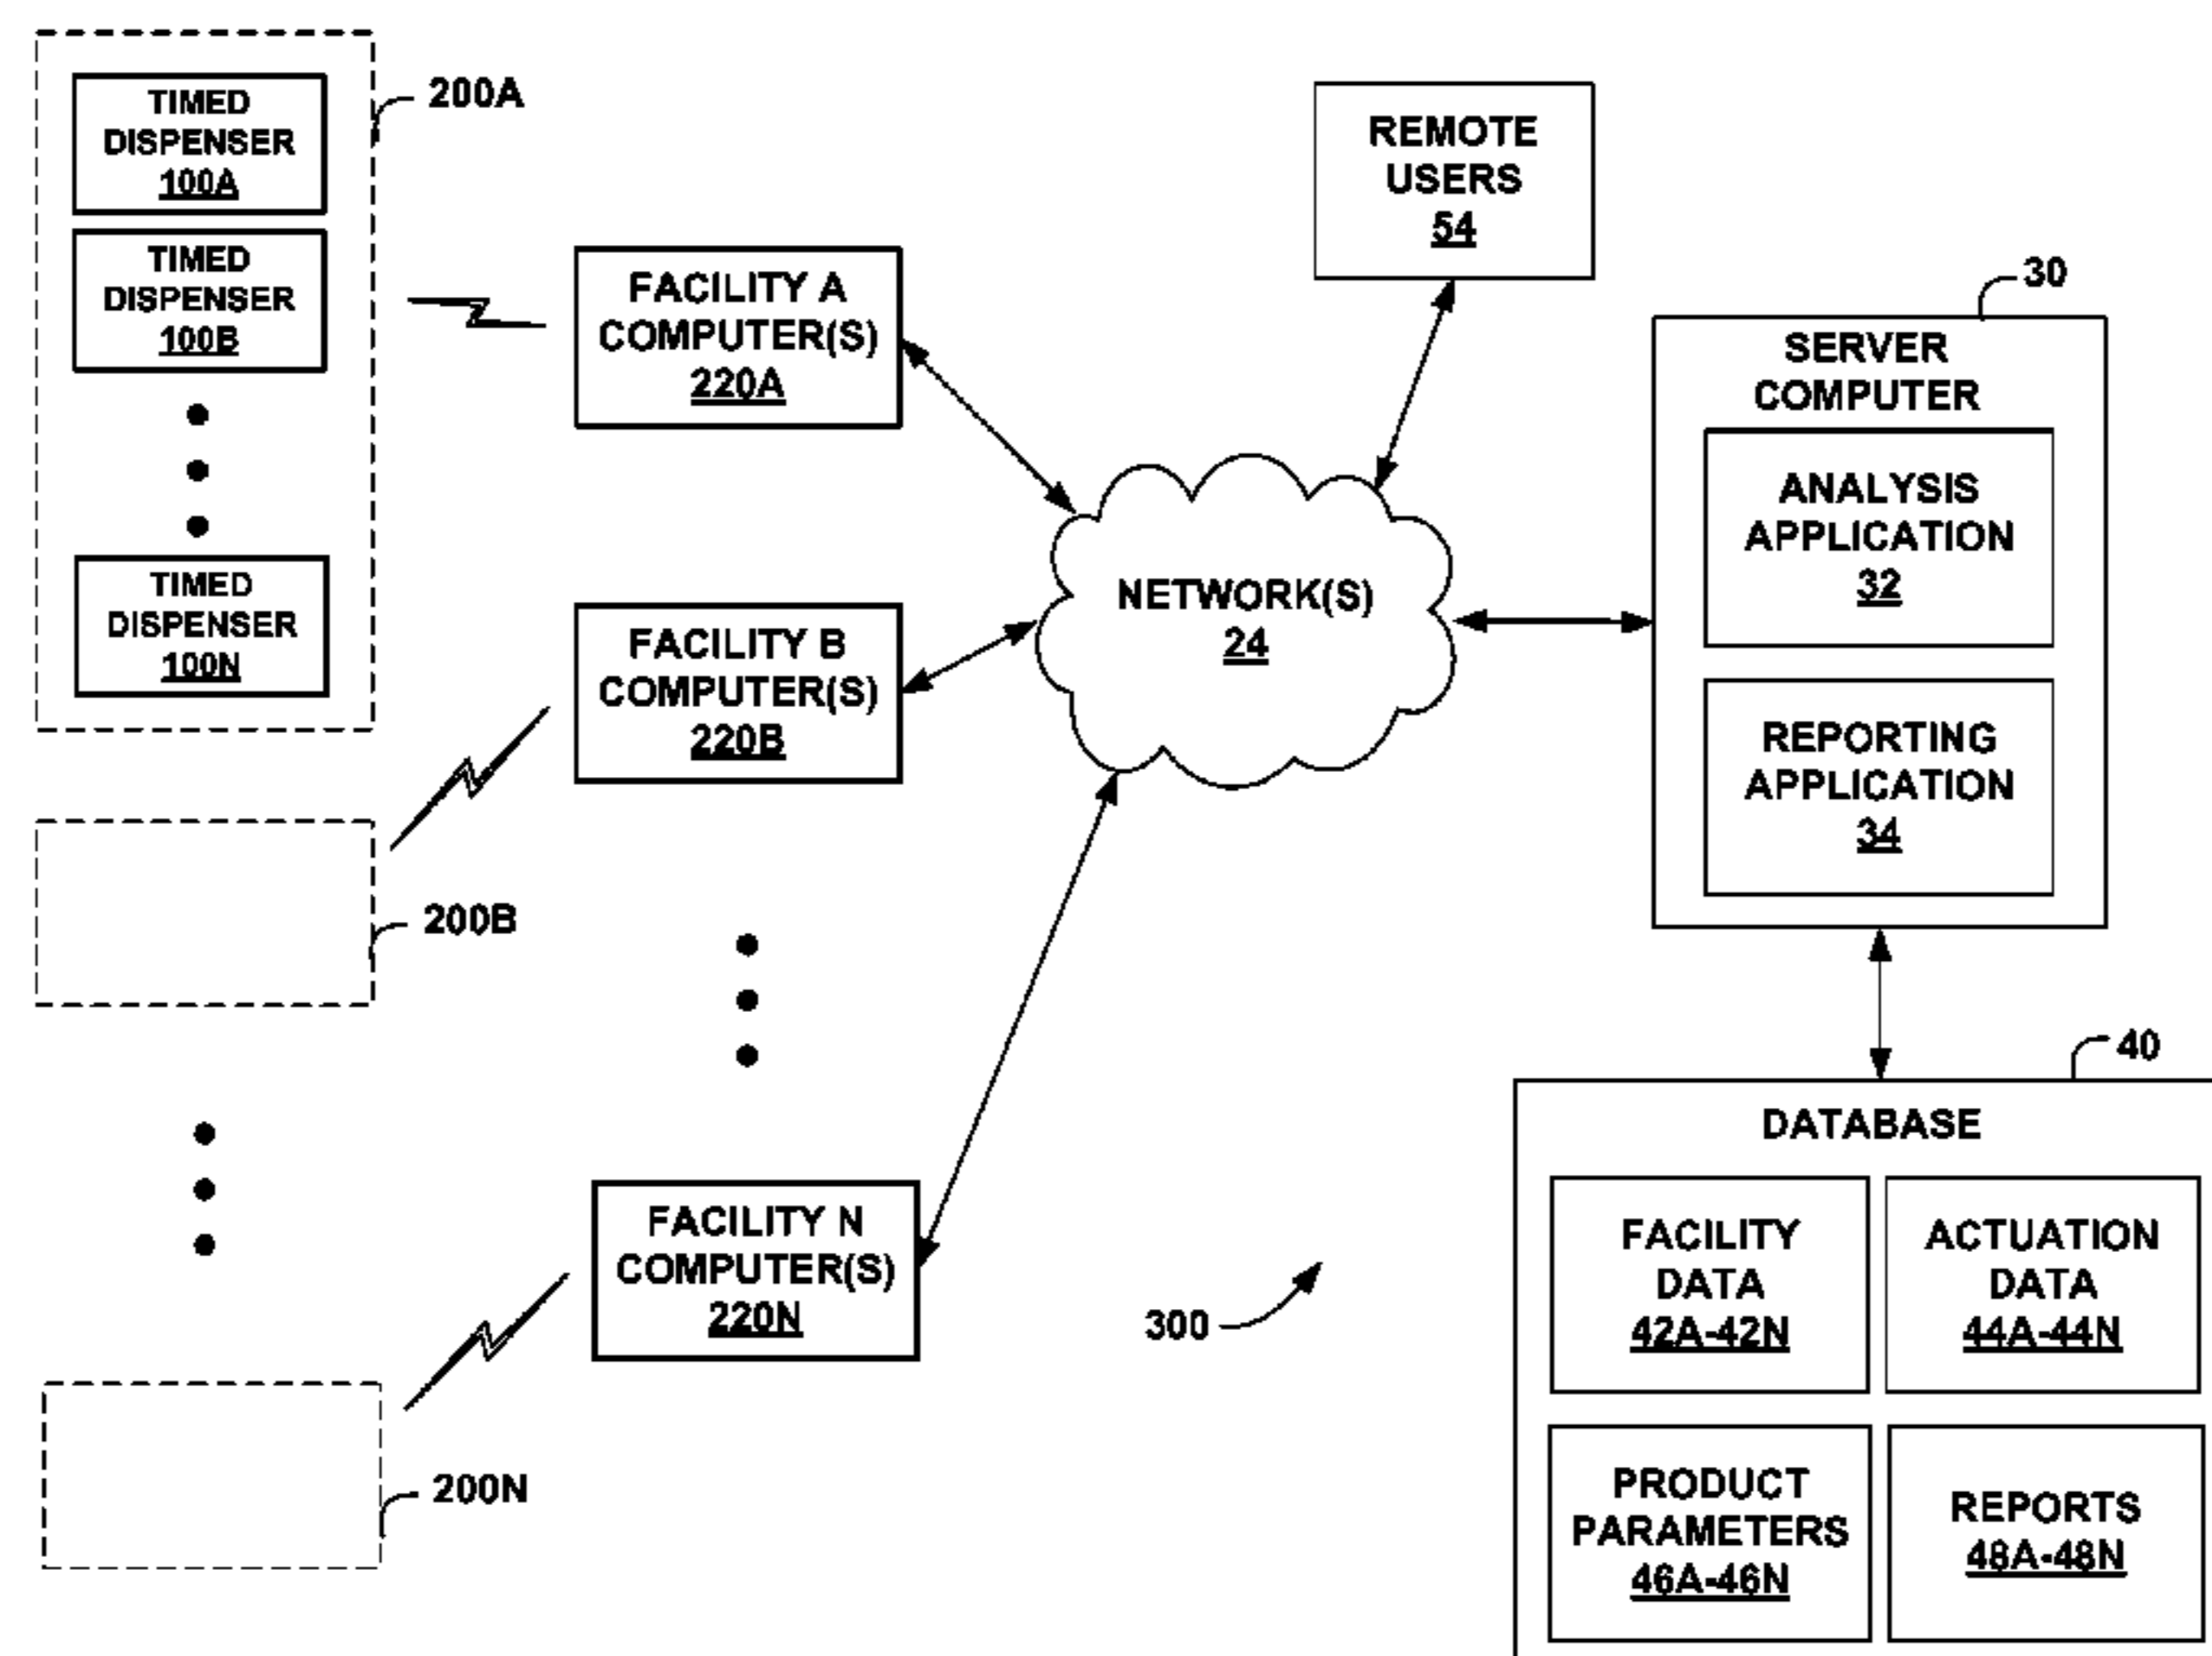 TIMED
DISPENSER
100A
200A
TIMED
DISPENSER
100B
TIMED
DISPENSER
100N
FACILITY A
COMPUTER(S)
220A
REMOTE
USERS
54
30
SERVER
COMPUTER
ANALYSIS
APPLICATION
32
REPORTING
APPLICATION
34
NETWORK(S)
24
FACILITY B
COMPUTER(S)
220B
200B
FACILITY N
COMPUTER(S)
220N
200N
300
40
DATABASE
FACILITY
DATA
42A-42N
ACTUATION
DATA
44A-44N
PRODUCT
PARAMETERS
46A-46N
REPORTS
48A-48N